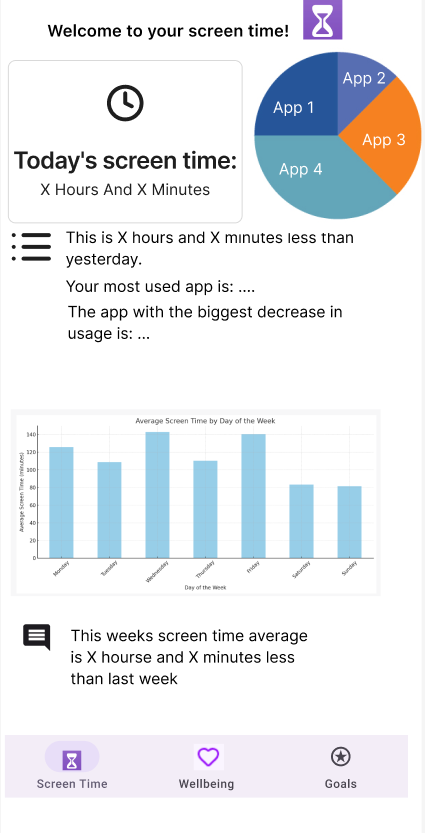 Welcome to your screen time!
App 1
App 2
App 3
App 4
Today's screen time:
X Hours And X Minutes
This is X hours and X minutes less than
yesterday.
Your most used app is: ....
The app with the biggest decrease in
usage is: ...
Average Screen Time by Day of the Week
Average Screen Time (minutes)
140
120
100
80
60
40
20
0
Monday
Tuesday
Wednesday
Thursday
Friday
Saturday
Sunday
Day of the Week
This weeks screen time average
is X hourse and X minutes less
than last week
Screen Time
Wellbeing
Goals